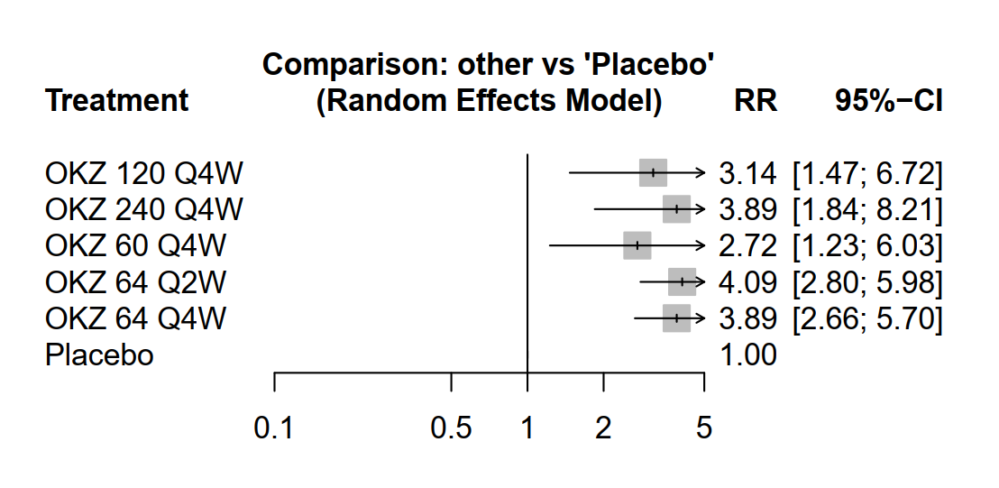 Comparison: other vs 'Placebo'
Treatment (Random Effects Model) RR 95%−CI
OKZ 120 Q4W 3.14 [1.47; 6.72]
OKZ 240 Q4W 3.89 [1.84; 8.21]
OKZ 60 Q4W 2.72 [1.23; 6.03]
OKZ 64 Q2W 4.09 [2.80; 5.98]
OKZ 64 Q4W 3.89 [2.66; 5.70]
Placebo 1.00
0.1 0.5 1 2 5